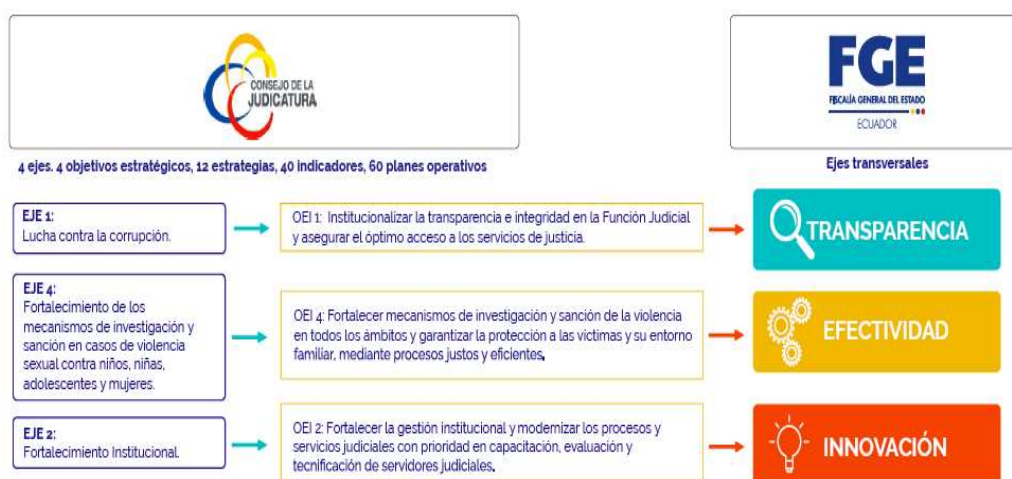 CONSEJO DE LA
JUDICATURA
FGE
FISCALÍA GENERAL DEL ESTADO
ECUADOR
4 ejes. 4 objetivos estratégicos, 12 estrategias, 40 indicadores, 60 planes operativos
Ejes transversales
EJE 1:
Lucha contra la corrupción.
OEI 1: Institucionalizar la transparencia e integridad en la Función Judicial
y asegurar el óptimo acceso a los servicios de justicia.
TRANSPARENCIA
EJE 4:
Fortalecimiento de los
mecanismos de investigación y
sanción en casos de violencia
sexual contra niños, niñas,
adolescentes y mujeres.
OEI 4: Fortalecer mecanismos de investigación y sanción de la violencia
en todos los ámbitos y garantizar la protección a las víctimas y su entorno
familiar, mediante procesos justos y eficientes.
EFECTIVIDAD
EJE 2:
Fortalecimiento Institucional.
OEI 2: Fortalecer la gestión institucional y modernizar los procesos y
servicios judiciales con prioridad en capacitación, evaluación y
tecnificación de servidores judiciales.
INNOVACIÓN